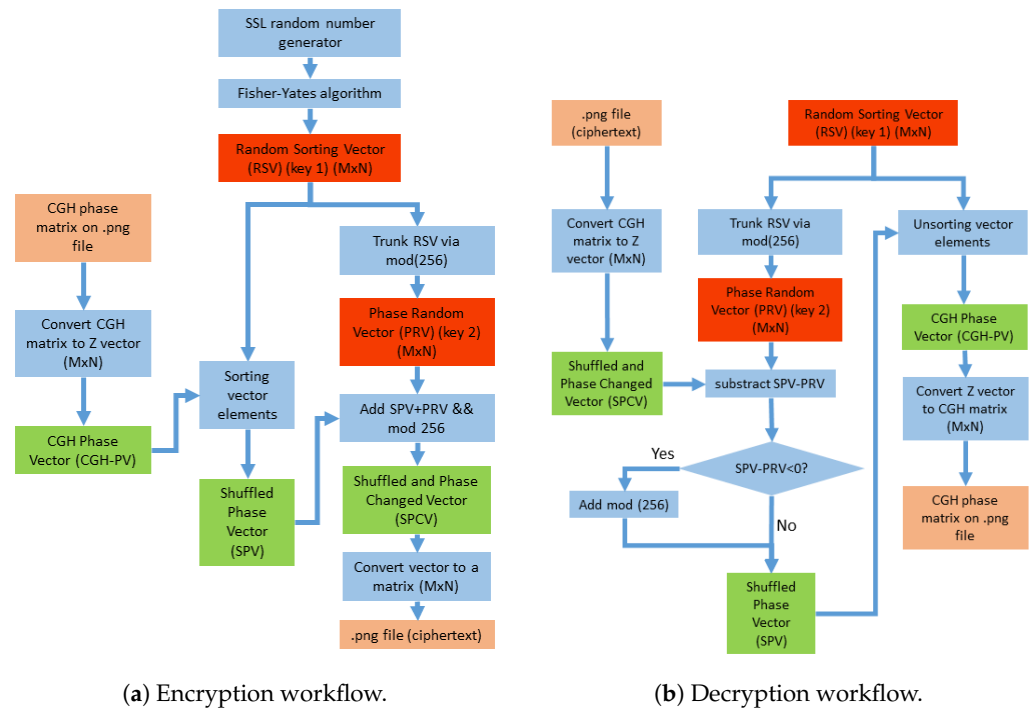 SSL random number
generator
Fisher-Yates algorithm
Random Sorting Vector
(RSV) (key 1) (MxN)
CGH phase
matrix on .png
file
Trunk RSV via
mod(256)
Convert CGH
matrix to Z vector
(MxN)
Phase Random
Vector (PRV) (key 2)
(MxN)
Sorting
vector
elements
Add SPV+PRV &&
mod 256
CGH Phase
Vector (CGH-PV)
Shuffled
Phase
Vector
(SPV)
Shuffled and Phase
Changed Vector
(SPCV)
Convert vector to a
matrix (MxN)
.png file (ciphertext)
(a) Encryption workflow.
.png file
(ciphertext)
Random Sorting Vector
(RSV) (key 1) (MxN)
Convert CGH
matrix to Z
vector (MxN)
Trunk RSV via
mod(256)
Unsorting vector
elements
Phase Random
Vector (PRV) (key 2)
(MxN)
CGH Phase
Vector (CGH-PV)
Shuffled and
Phase Changed
Vector (SPCV)
substract SPV-PRV
Convert Z vector
to CGH matrix
(MxN)
Yes
SPV-PRV<0?
Add mod (256)
No
CGH phase
matrix on .png
file
Shuffled
Phase
Vector
(SPV)
(b) Decryption workflow.